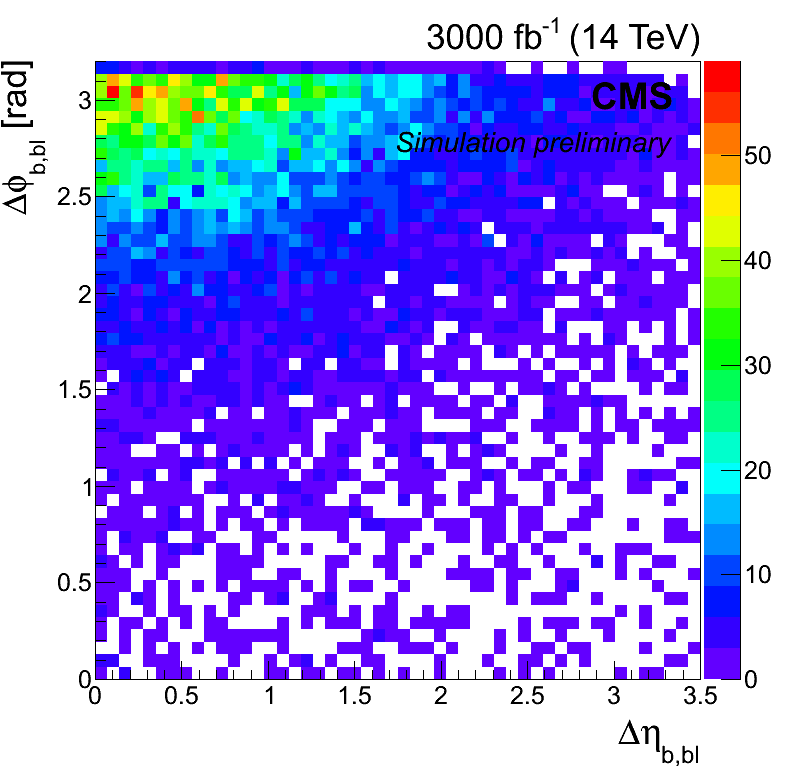 3000 fb⁻¹ (14 TeV)
CMS
Simulation preliminary
Δϕ_b,bl [rad]
3
2.5
2
1.5
1
0.5
0
0 0.5 1 1.5 2 2.5 3 3.5
Δη_b,bl
50
40
30
20
10
0